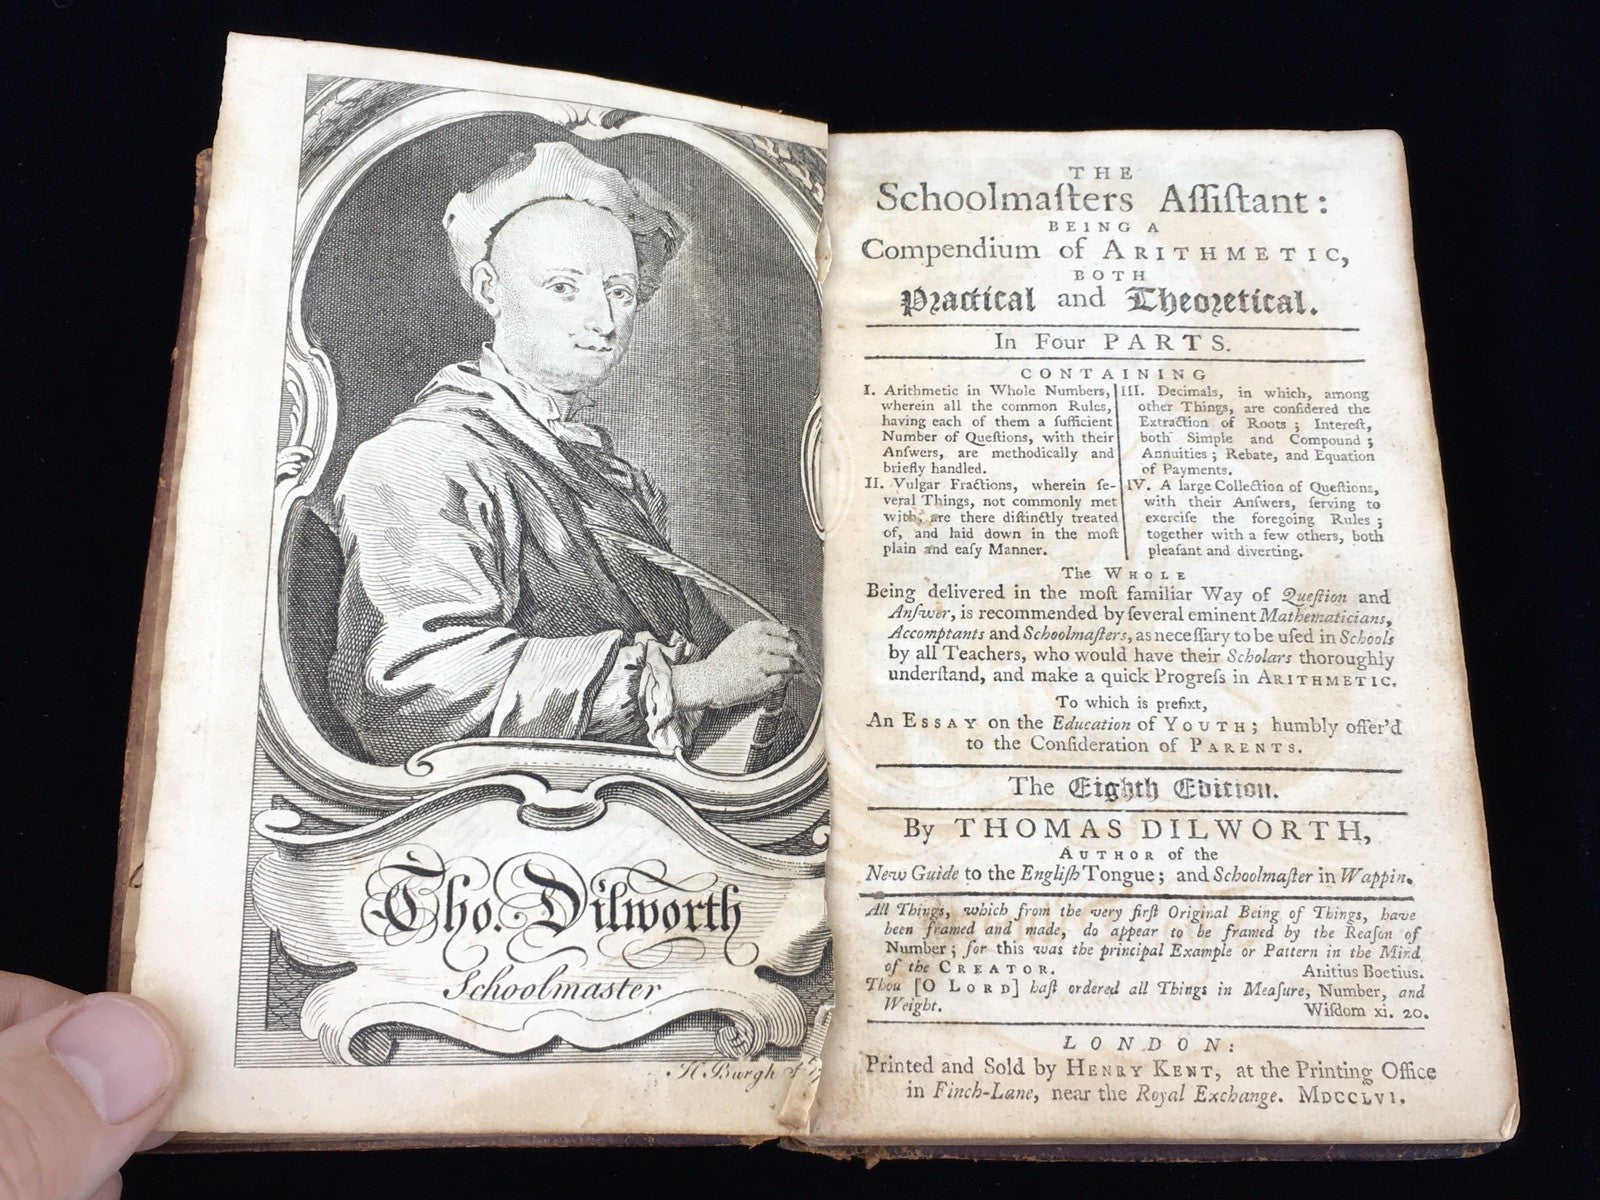 Tho. Dilworth
Schoolmaster
H. Burgh
THE
Schoolmaſters Aſſiſtant:
BEING A
Compendium of ARITHMETIC,
BOTH
Practical and Theoretical.
In Four PARTS.
CONTAINING
I. Arithmetic in Whole Numbers,
wherein all the common Rules,
having each of them a ſufficient
Number of Queſtions, with their
Anſwers, are methodically and
briefly handled.
II. Vulgar Fractions, wherein ſe-
veral Things, not commonly met
with, are there diſtinctly treated
of, and laid down in the moſt
plain and eaſy Manner.
III. Decimals, in which, among
other Things, are conſidered the
Extraction of Roots; Intereſt,
both Simple and Compound;
Annuities; Rebate, and Equation
of Payments.
IV. A large Collection of Queſtions,
with their Anſwers, ſerving to
exerciſe the foregoing Rules;
together with a few others, both
pleaſant and diverting.
The WHOLE
Being delivered in the moſt familiar Way of Queſtion and
Anſwer, is recommended by ſeveral eminent Mathematicians,
Accomptants and Schoolmaſters, as neceſſary to be uſed in Schools
by all Teachers, who would have their Scholars thoroughly
underſtand, and make a quick Progreſs in ARITHMETIC.
To which is prefixt,
An ESSAY on the Education of YOUTH; humbly offer'd
to the Conſideration of PARENTS.
The Eighth Edition.
By THOMAS DILWORTH,
AUTHOR of the
New Guide to the Engliſh Tongue; and Schoolmaſter in Wappin.
All Things, which from the very firſt Original Being of Things, have
been framed and made, do appear to be framed by the Reaſon of
Number; for this was the principal Example or Pattern in the Mind
of the CREATOR. Anitius Boetius.
Thou [O LORD] haſt ordered all Things in Meaſure, Number, and
Weight. Wiſdom xi. 20.
LONDON:
Printed and Sold by HENRY KENT, at the Printing Office
in Finch-Lane, near the Royal Exchange. MDCCLVI.